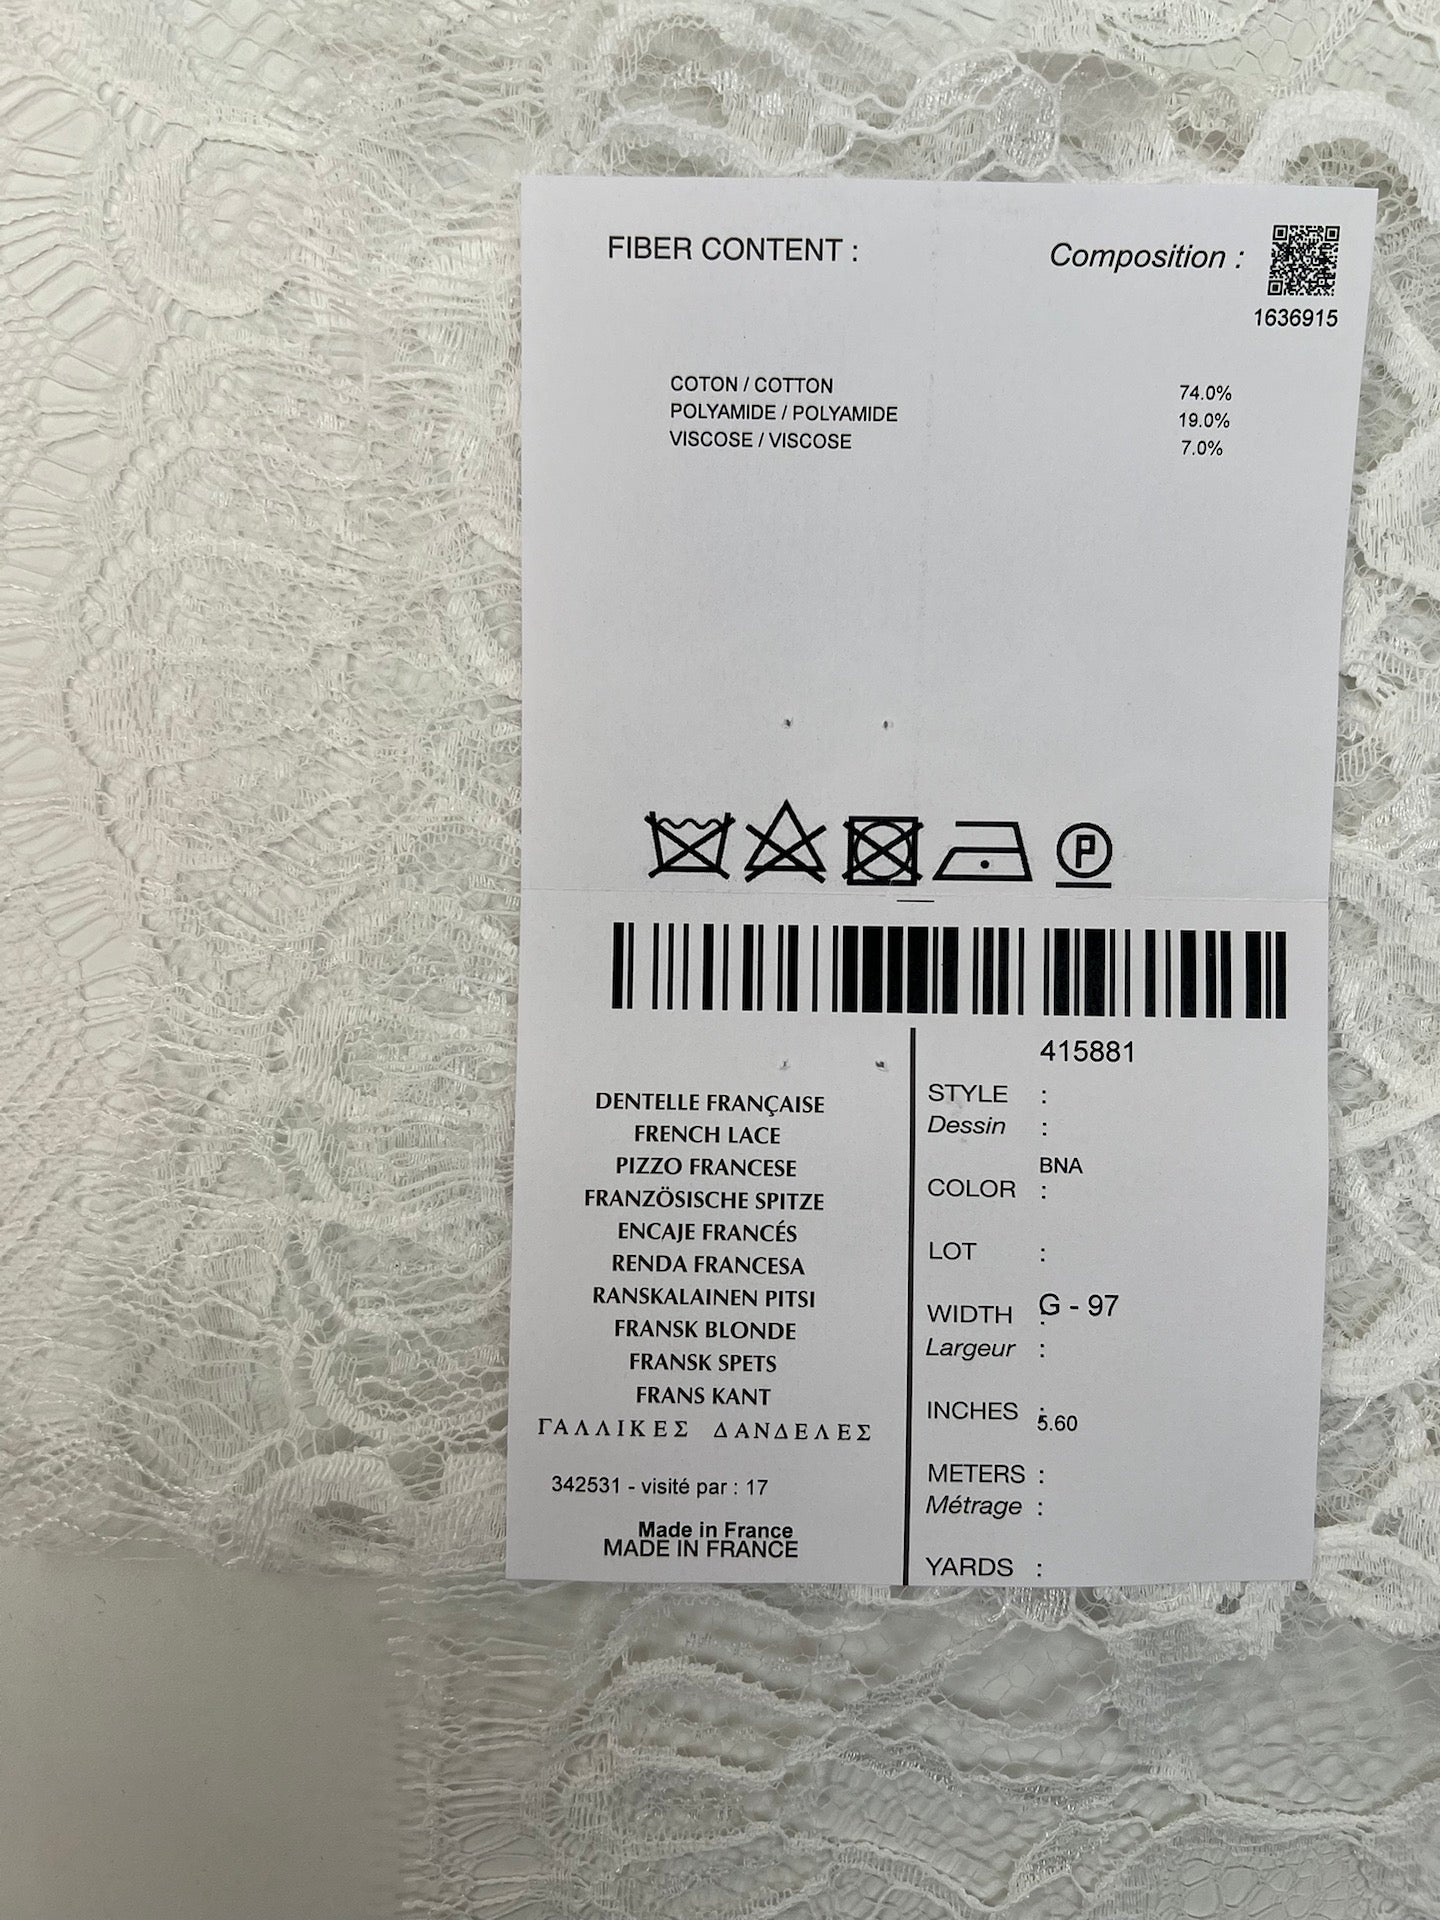 FIBER CONTENT :
Composition :
1636915
COTON / COTTON 74.0%
POLYAMIDE / POLYAMIDE 19.0%
VISCOSE / VISCOSE 7.0%
P
415881
DENTELLE FRANÇAISE
FRENCH LACE
PIZZO FRANCESE
FRANZÖSISCHE SPITZE
ENCAJE FRANCÉS
RENDA FRANCESA
RANSKALAINEN PITSI
FRANSK BLONDE
FRANSK SPETS
FRANS KANT
ΓΑΛΛΙΚΕΣ ΔΑΝΔΕΛΕΣ
342531 - visité par : 17
Made in France
MADE IN FRANCE
STYLE :
Dessin :
BNA
COLOR :
LOT :
WIDTH : G - 97
Largeur :
INCHES : 5.60
METERS :
Métrage :
YARDS :